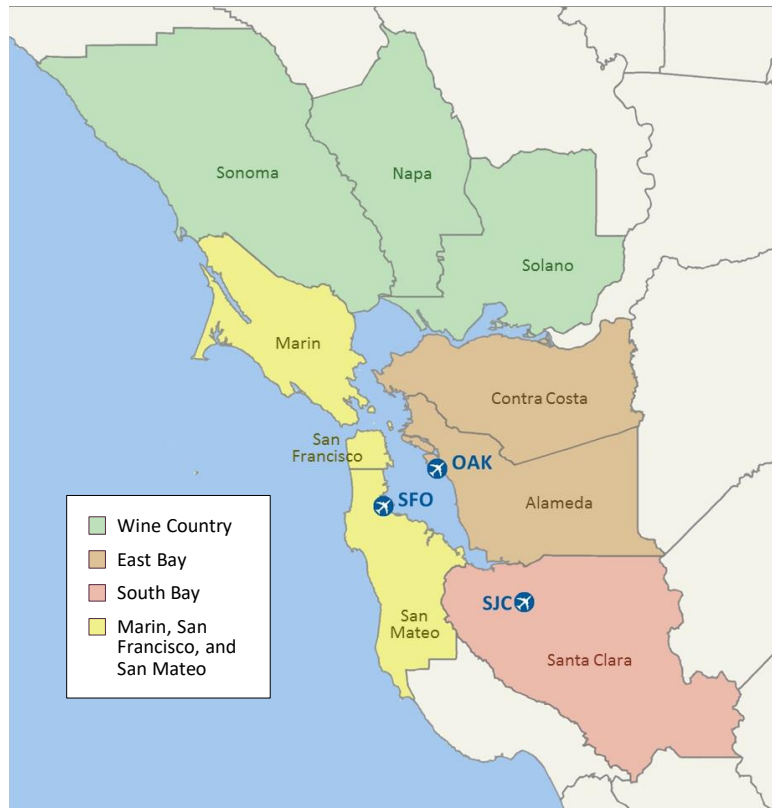 Sonoma
Napa
Solano
Marin
Contra Costa
San
Francisco
OAK
Alameda
SFO
Wine Country
East Bay
South Bay
Marin, San
Francisco, and
San Mateo
SJC
San
Mateo
Santa Clara